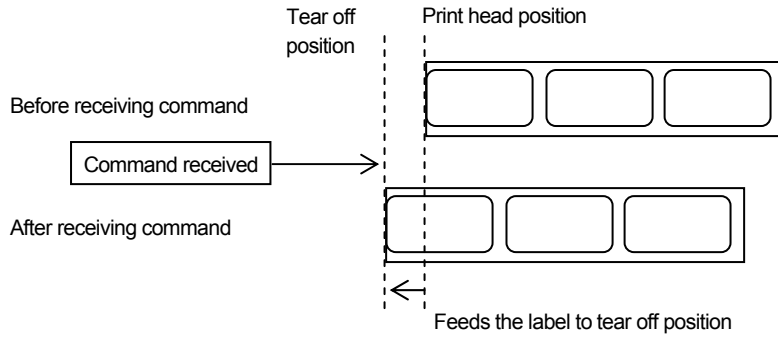 Tear off
position
Print head position
Before receiving command
Command received
After receiving command
Feeds the label to tear off position